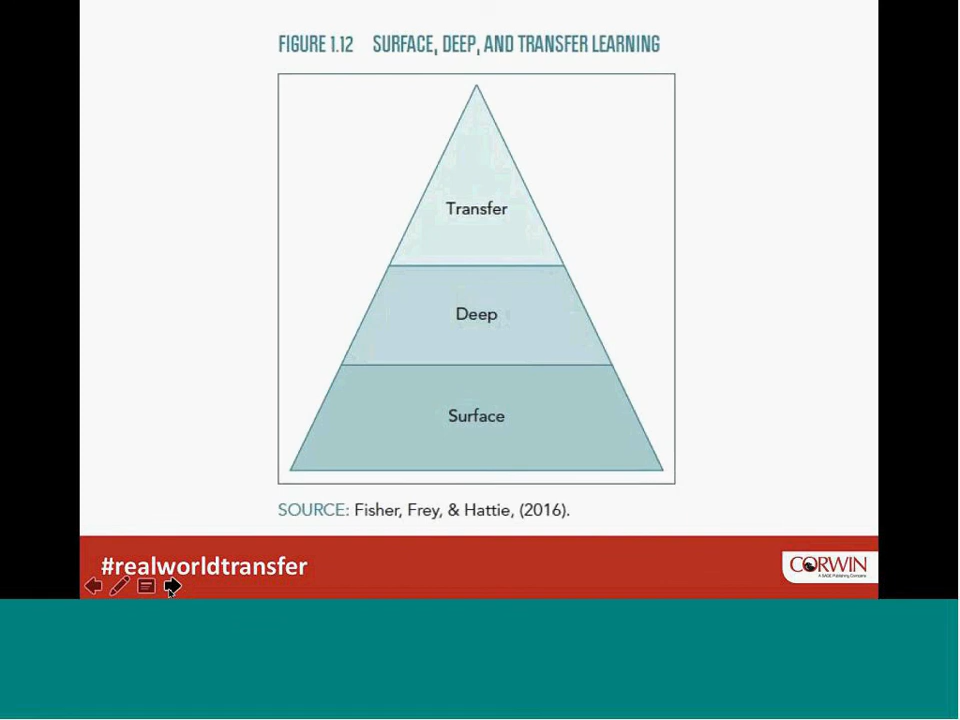 FIGURE 1.12 SURFACE, DEEP, AND TRANSFER LEARNING
Transfer
Deep
Surface
SOURCE: Fisher, Frey, & Hattie, (2016).
#realworldtransfer
CORWIN
A SAGE Publishing Company